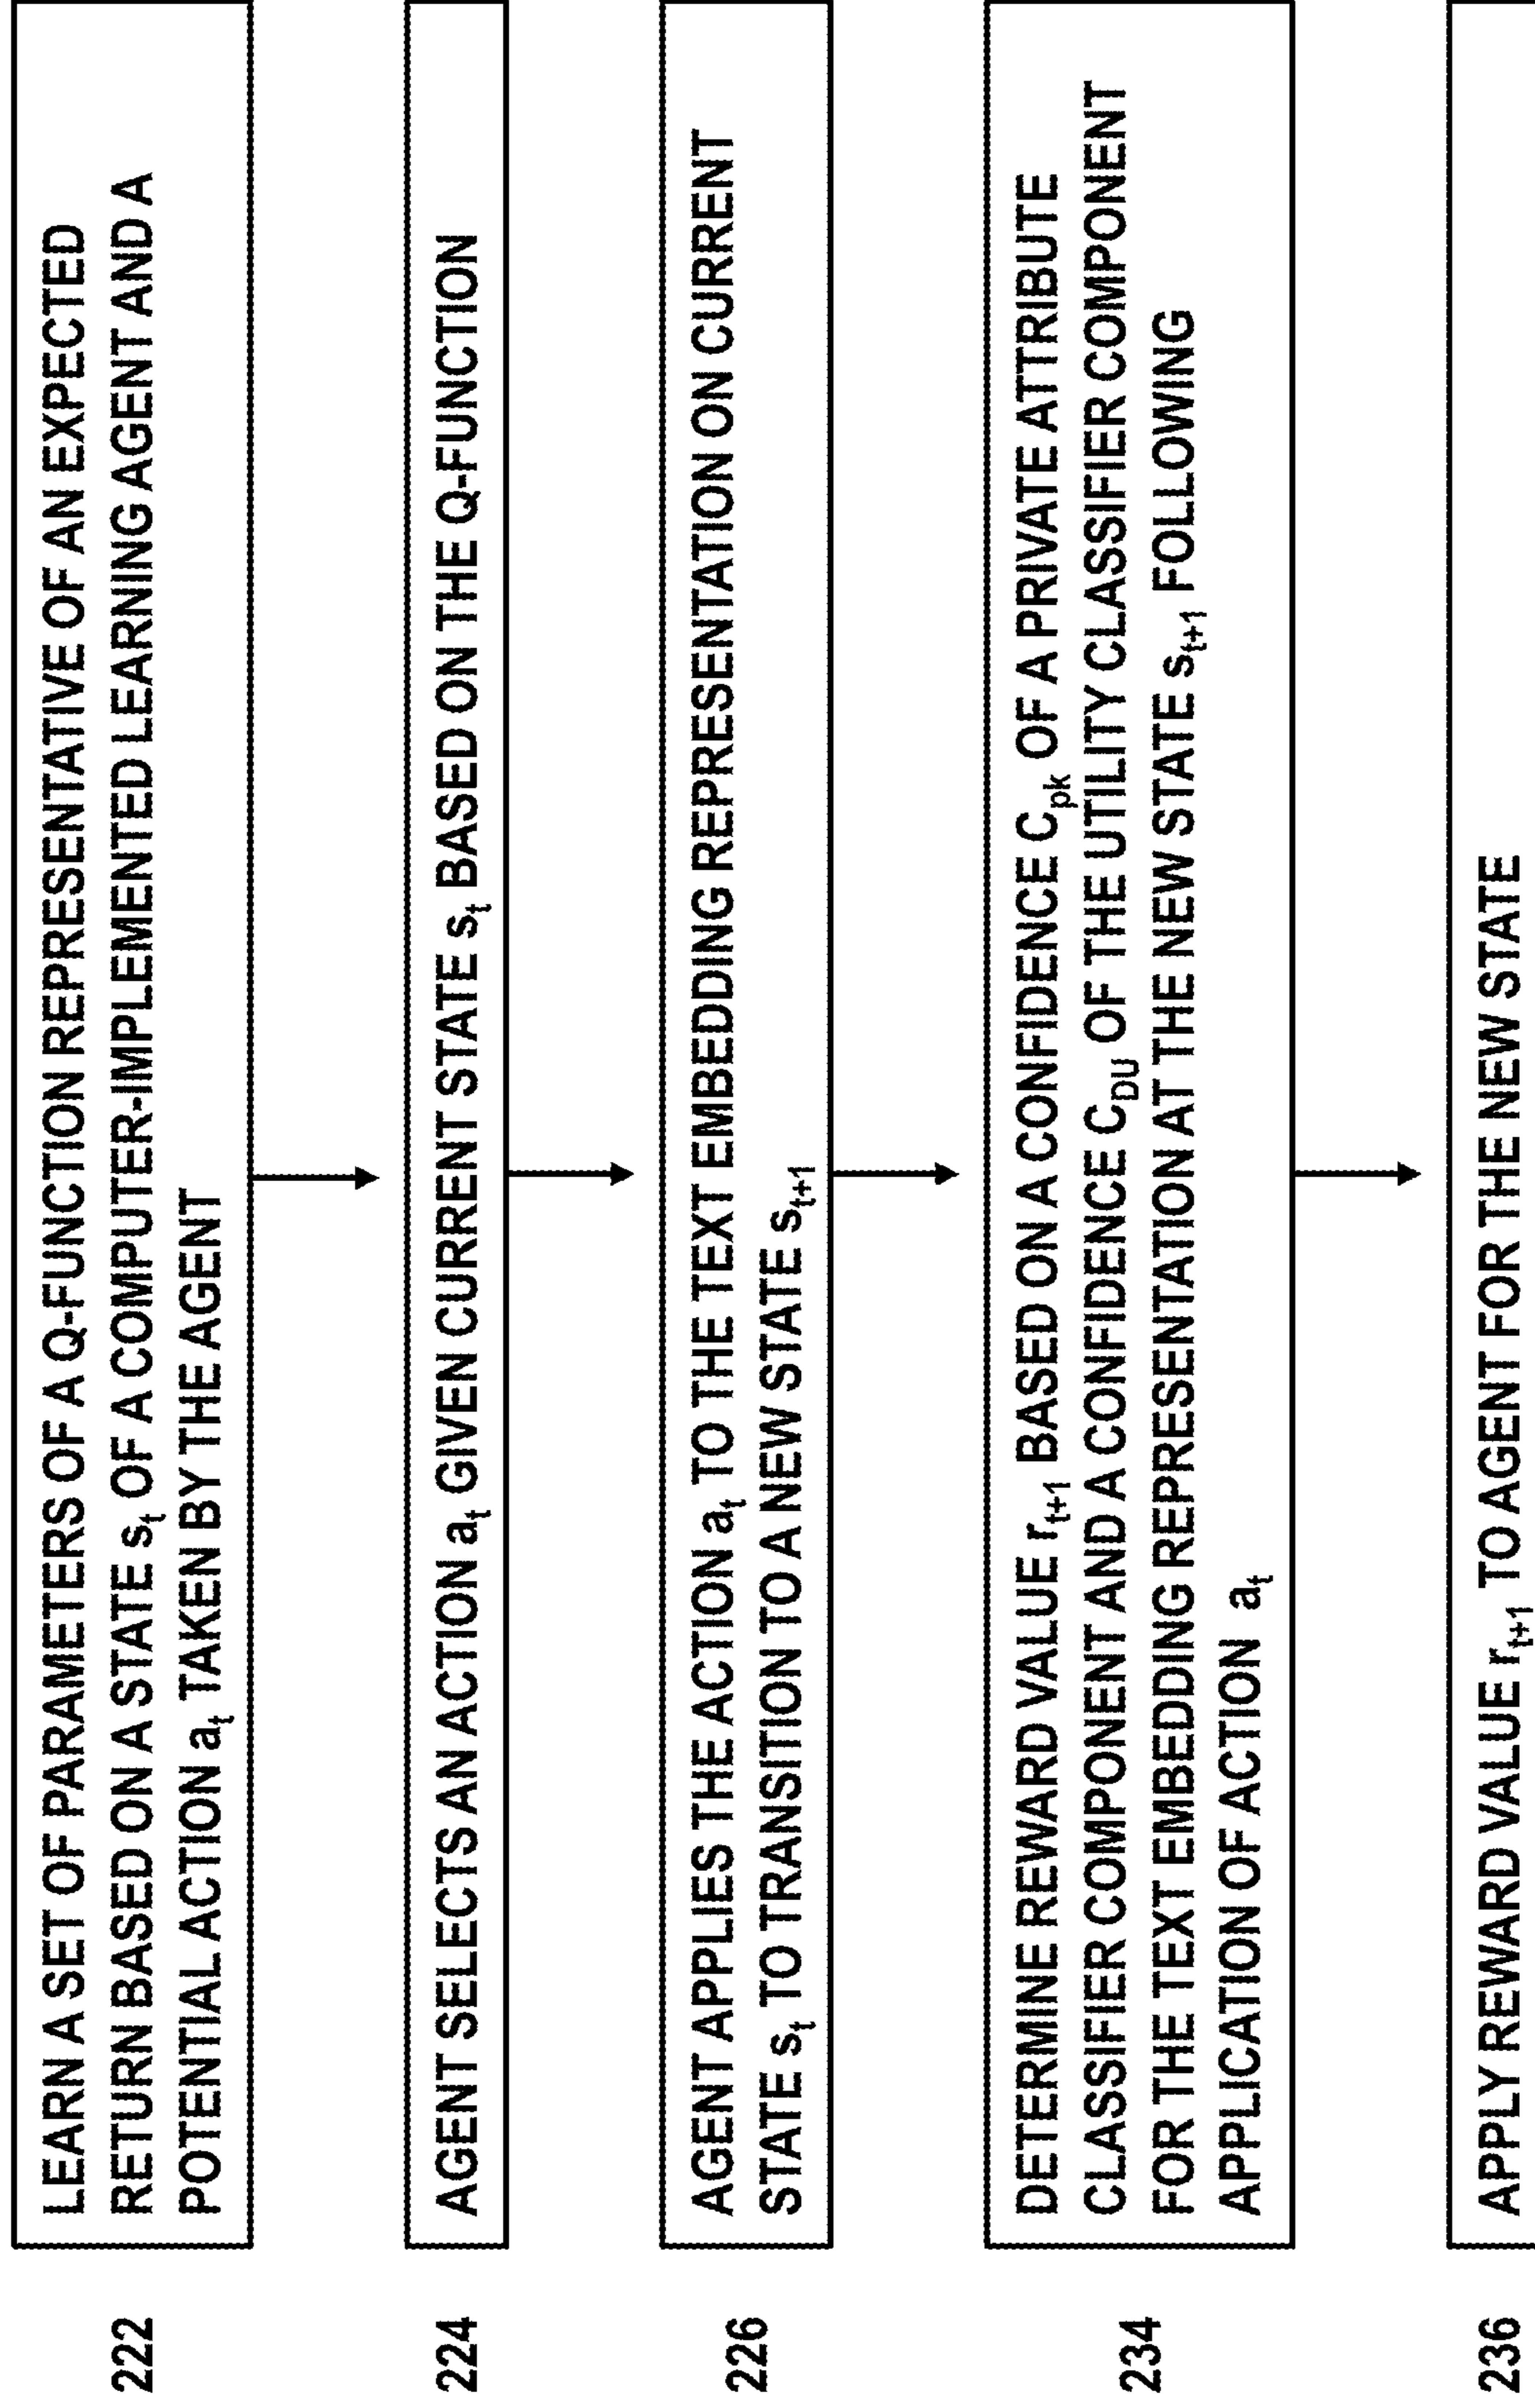 222
LEARN A SET OF PARAMETERS OF A Q-FUNCTION REPRESENTATIVE OF AN EXPECTED
RETURN BASED ON A STATE sₜ OF A COMPUTER-IMPLEMENTED LEARNING AGENT AND A
POTENTIAL ACTION aₜ TAKEN BY THE AGENT
224
AGENT SELECTS AN ACTION aₜ GIVEN CURRENT STATE sₜ BASED ON THE Q-FUNCTION
226
AGENT APPLIES THE ACTION aₜ TO THE TEXT EMBEDDING REPRESENTATION ON CURRENT
STATE sₜ TO TRANSITION TO A NEW STATE sₜ₊₁
234
DETERMINE REWARD VALUE rₜ₊₁ BASED ON A CONFIDENCE C_pk OF A PRIVATE ATTRIBUTE
CLASSIFIER COMPONENT AND A CONFIDENCE C_DU OF THE UTILITY CLASSIFIER COMPONENT
FOR THE TEXT EMBEDDING REPRESENTATION AT THE NEW STATE sₜ₊₁ FOLLOWING
APPLICATION OF ACTION aₜ
236
APPLY REWARD VALUE rₜ₊₁ TO AGENT FOR THE NEW STATE